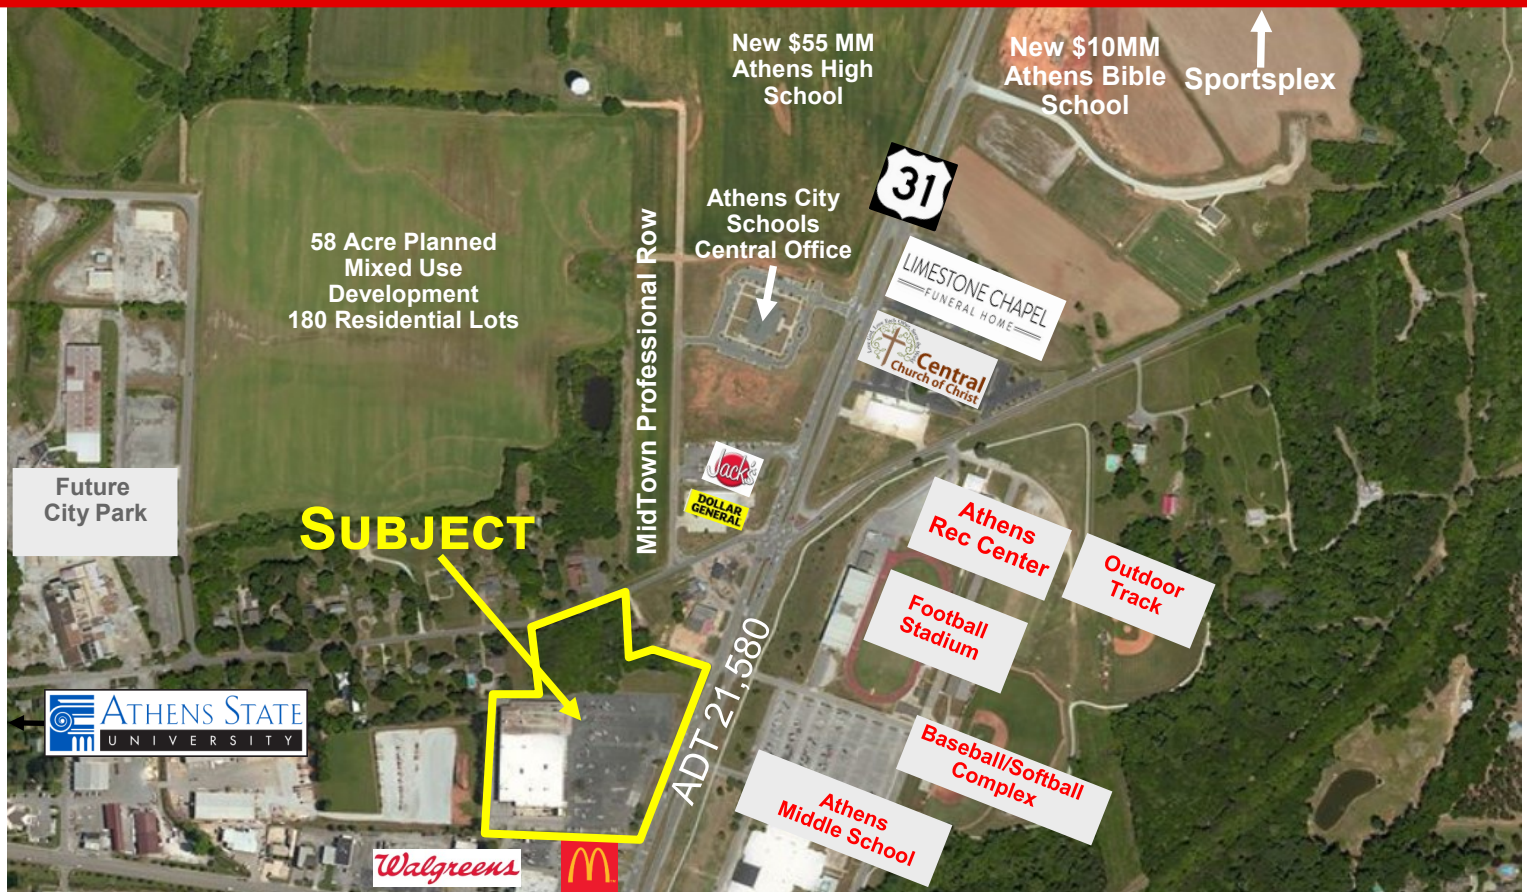 New $55 MM
Athens High
School
New $10MM
Athens Bible
School
Sportsplex
31
Athens City
Schools
Central Office
58 Acre Planned
Mixed Use
Development
180 Residential Lots
MidTown Professional Row
LIMESTONE CHAPEL
FUNERAL HOME
Central
Church of Christ
Jack's
DOLLAR
GENERAL
Future
City Park
SUBJECT
Athens
Rec Center
Outdoor
Track
Football
Stadium
ADT 21,580
ATHENS STATE
UNIVERSITY
Baseball/Softball
Complex
Athens
Middle School
Walgreens
M